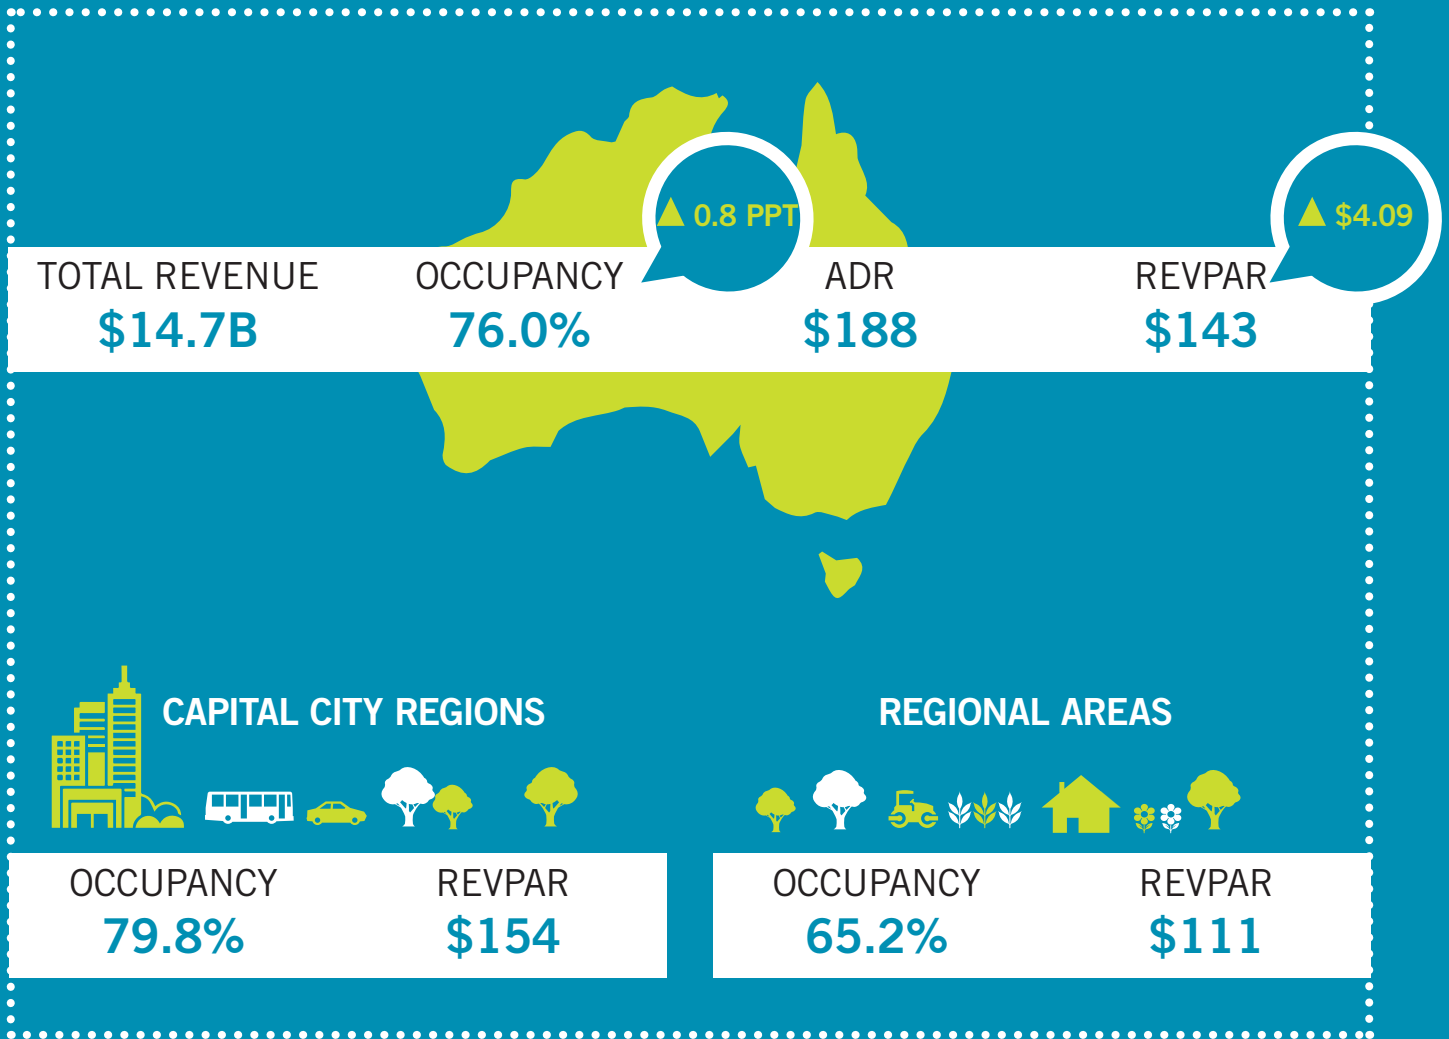 ▲ 0.8 PPT
▲ $4.09
TOTAL REVENUE
$14.7B
OCCUPANCY
76.0%
ADR
$188
REVPAR
$143
CAPITAL CITY REGIONS
OCCUPANCY
79.8%
REVPAR
$154
REGIONAL AREAS
OCCUPANCY
65.2%
REVPAR
$111